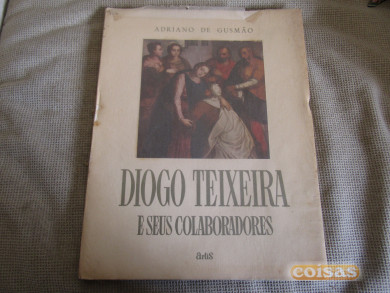 ADRIANO DE GUSMÃO
DIOGO TEIXEIRA
E SEUS COLABORADORES
Artis
coisas